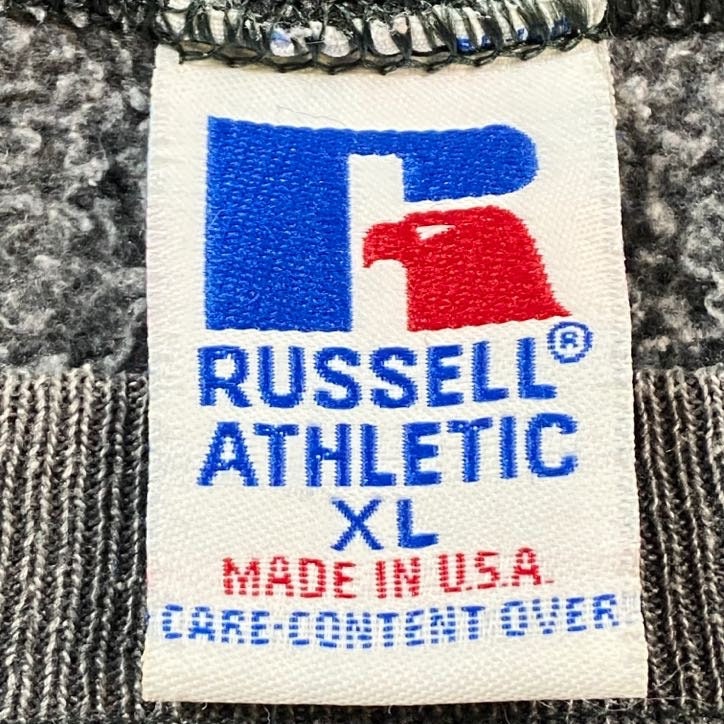 RUSSELL®
ATHLETIC
XL
MADE IN U.S.A.
CARE-CONTENT OVER